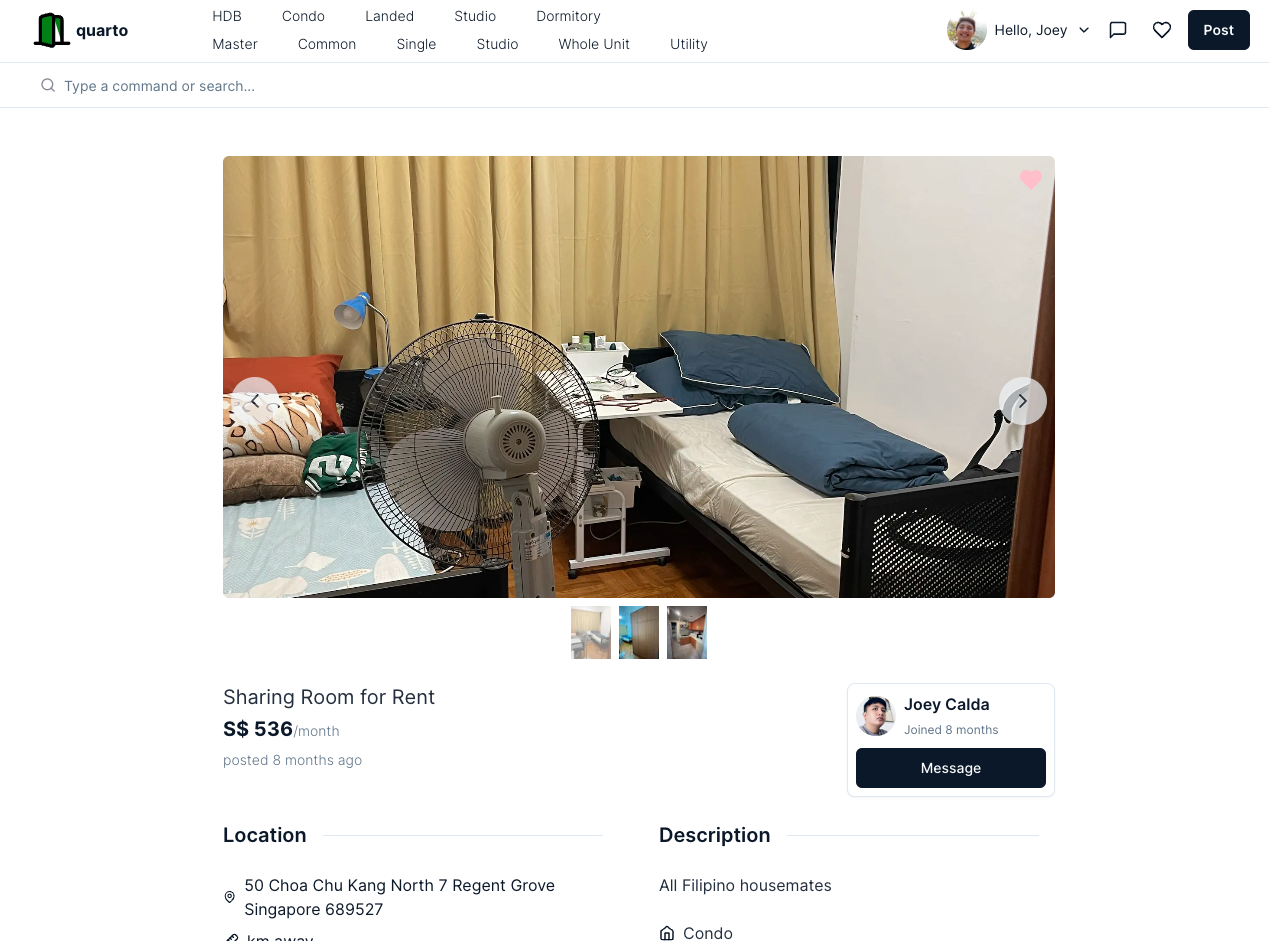 quarto
HDB Condo Landed Studio Dormitory
Master Common Single Studio Whole Unit Utility
Hello, Joey
Post
Type a command or search...
Sharing Room for Rent
S$ 536/month
posted 8 months ago
Joey Calda
Joined 8 months
Message
Location
50 Choa Chu Kang North 7 Regent Grove
Singapore 689527
km away
Description
All Filipino housemates
Condo